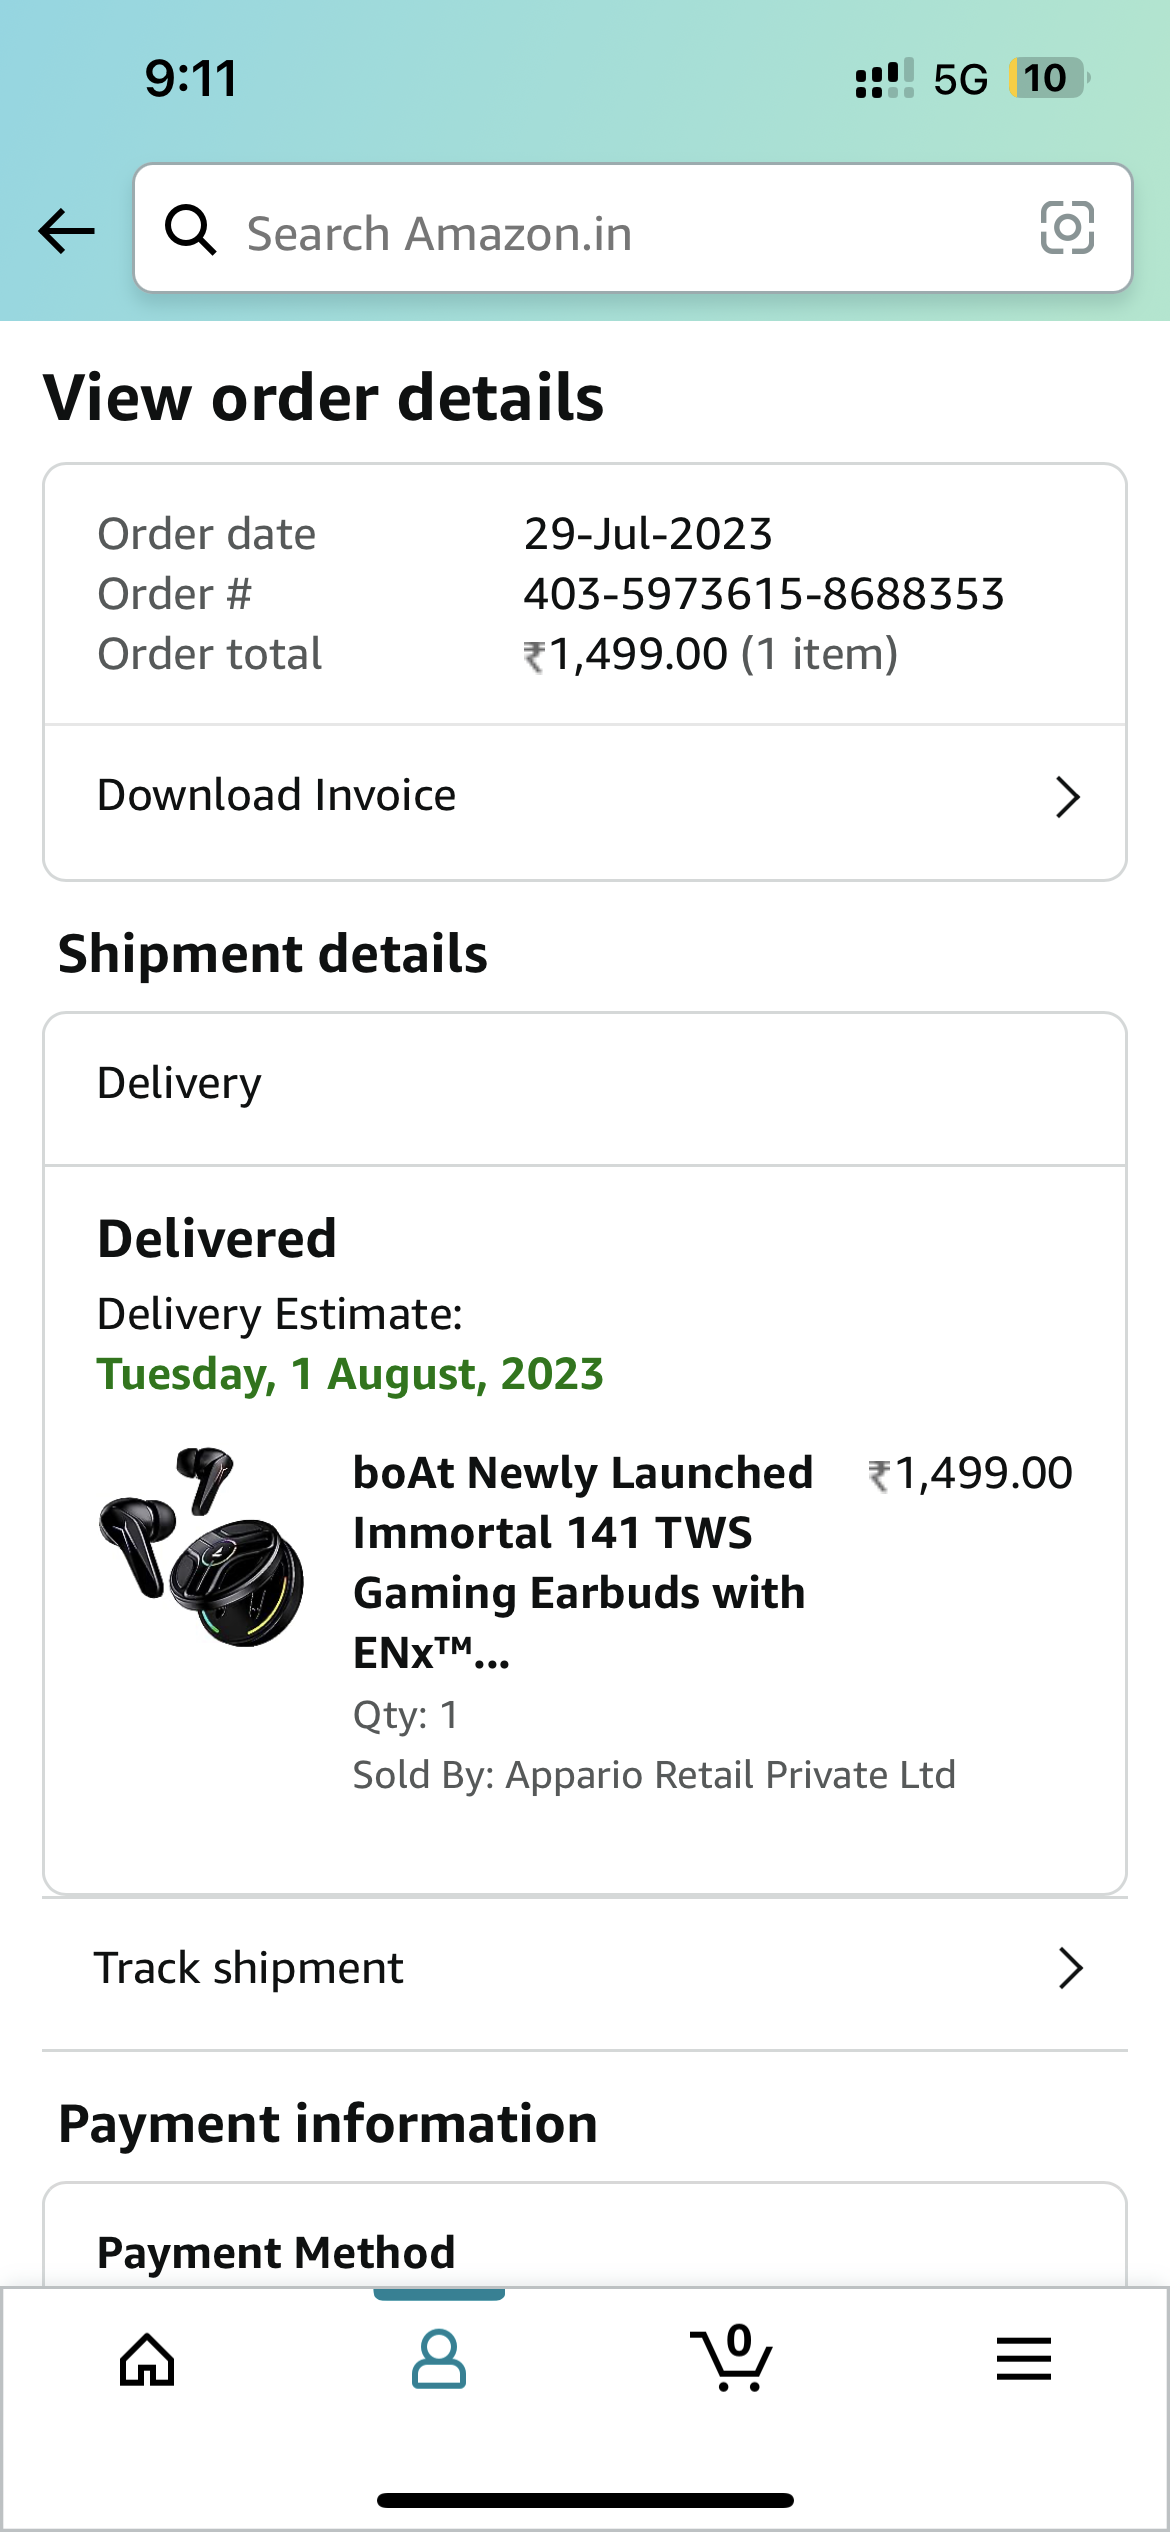 9:11 5G 10
Search Amazon.in
View order details
Order date 29-Jul-2023
Order # 403-5973615-8688353
Order total ₹1,499.00 (1 item)
Download Invoice
Shipment details
Delivery
Delivered
Delivery Estimate:
Tuesday, 1 August, 2023
boAt Newly Launched ₹1,499.00
Immortal 141 TWS
Gaming Earbuds with
ENx™...
Qty: 1
Sold By: Appario Retail Private Ltd
Track shipment
Payment information
Payment Method
0